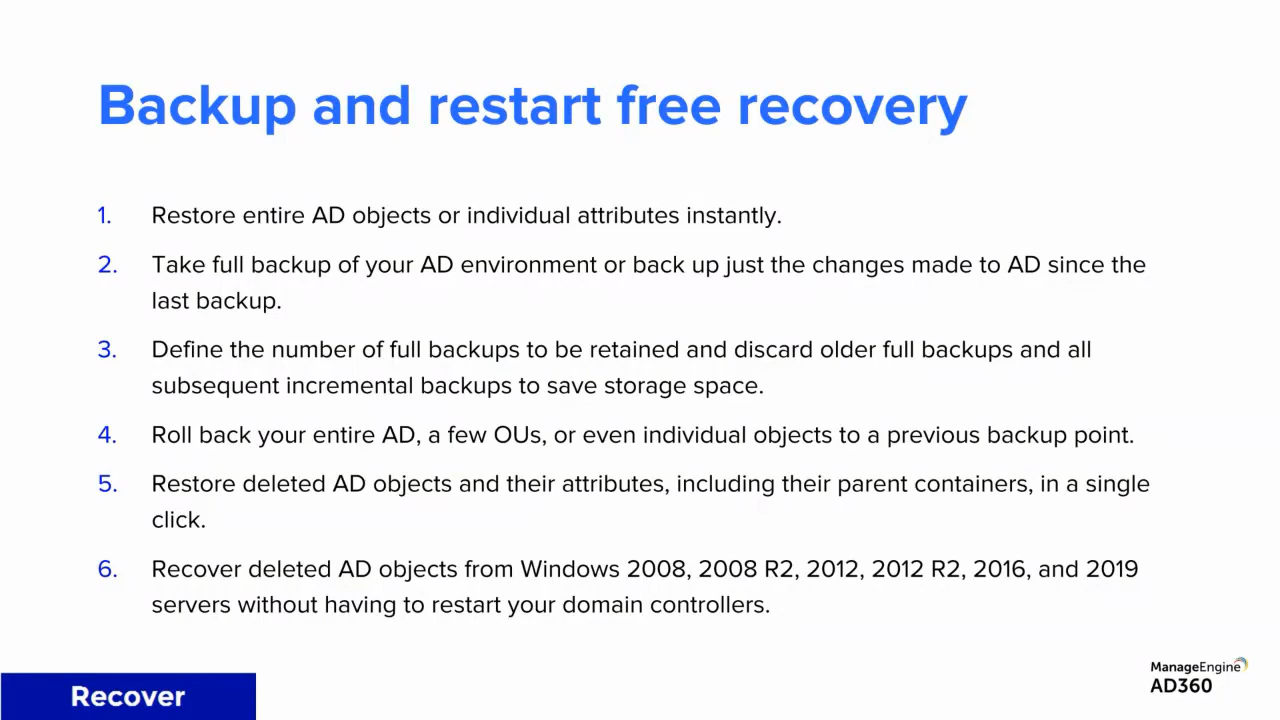 Backup and restart free recovery
1. Restore entire AD objects or individual attributes instantly.
2. Take full backup of your AD environment or back up just the changes made to AD since the
last backup.
3. Define the number of full backups to be retained and discard older full backups and all
subsequent incremental backups to save storage space.
4. Roll back your entire AD, a few OUs, or even individual objects to a previous backup point.
5. Restore deleted AD objects and their attributes, including their parent containers, in a single
click.
6. Recover deleted AD objects from Windows 2008, 2008 R2, 2012, 2012 R2, 2016, and 2019
servers without having to restart your domain controllers.
ManageEngine
AD360
Recover